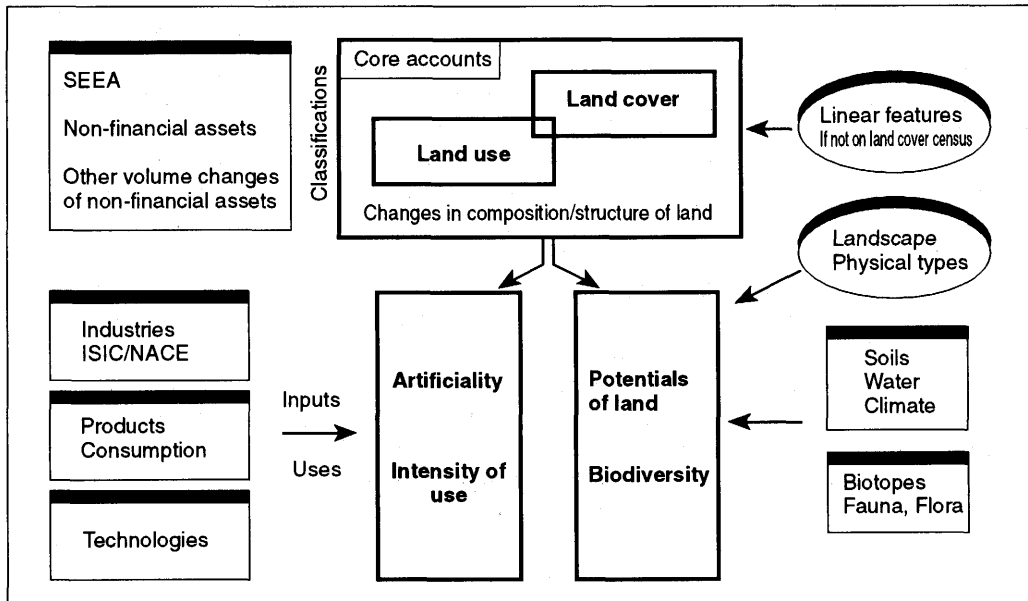 SEEA
Non-financial assets
Other volume changes
of non-financial assets
Classifications
Core accounts
Land cover
Land use
Changes in composition/structure of land
Linear features
If not on land cover census
Landscape
Physical types
Industries
ISIC/NACE
Products
Consumption
Technologies
Inputs
Uses
Artificiality
Intensity of
use
Potentials
of land
Biodiversity
Soils
Water
Climate
Biotopes
Fauna, Flora